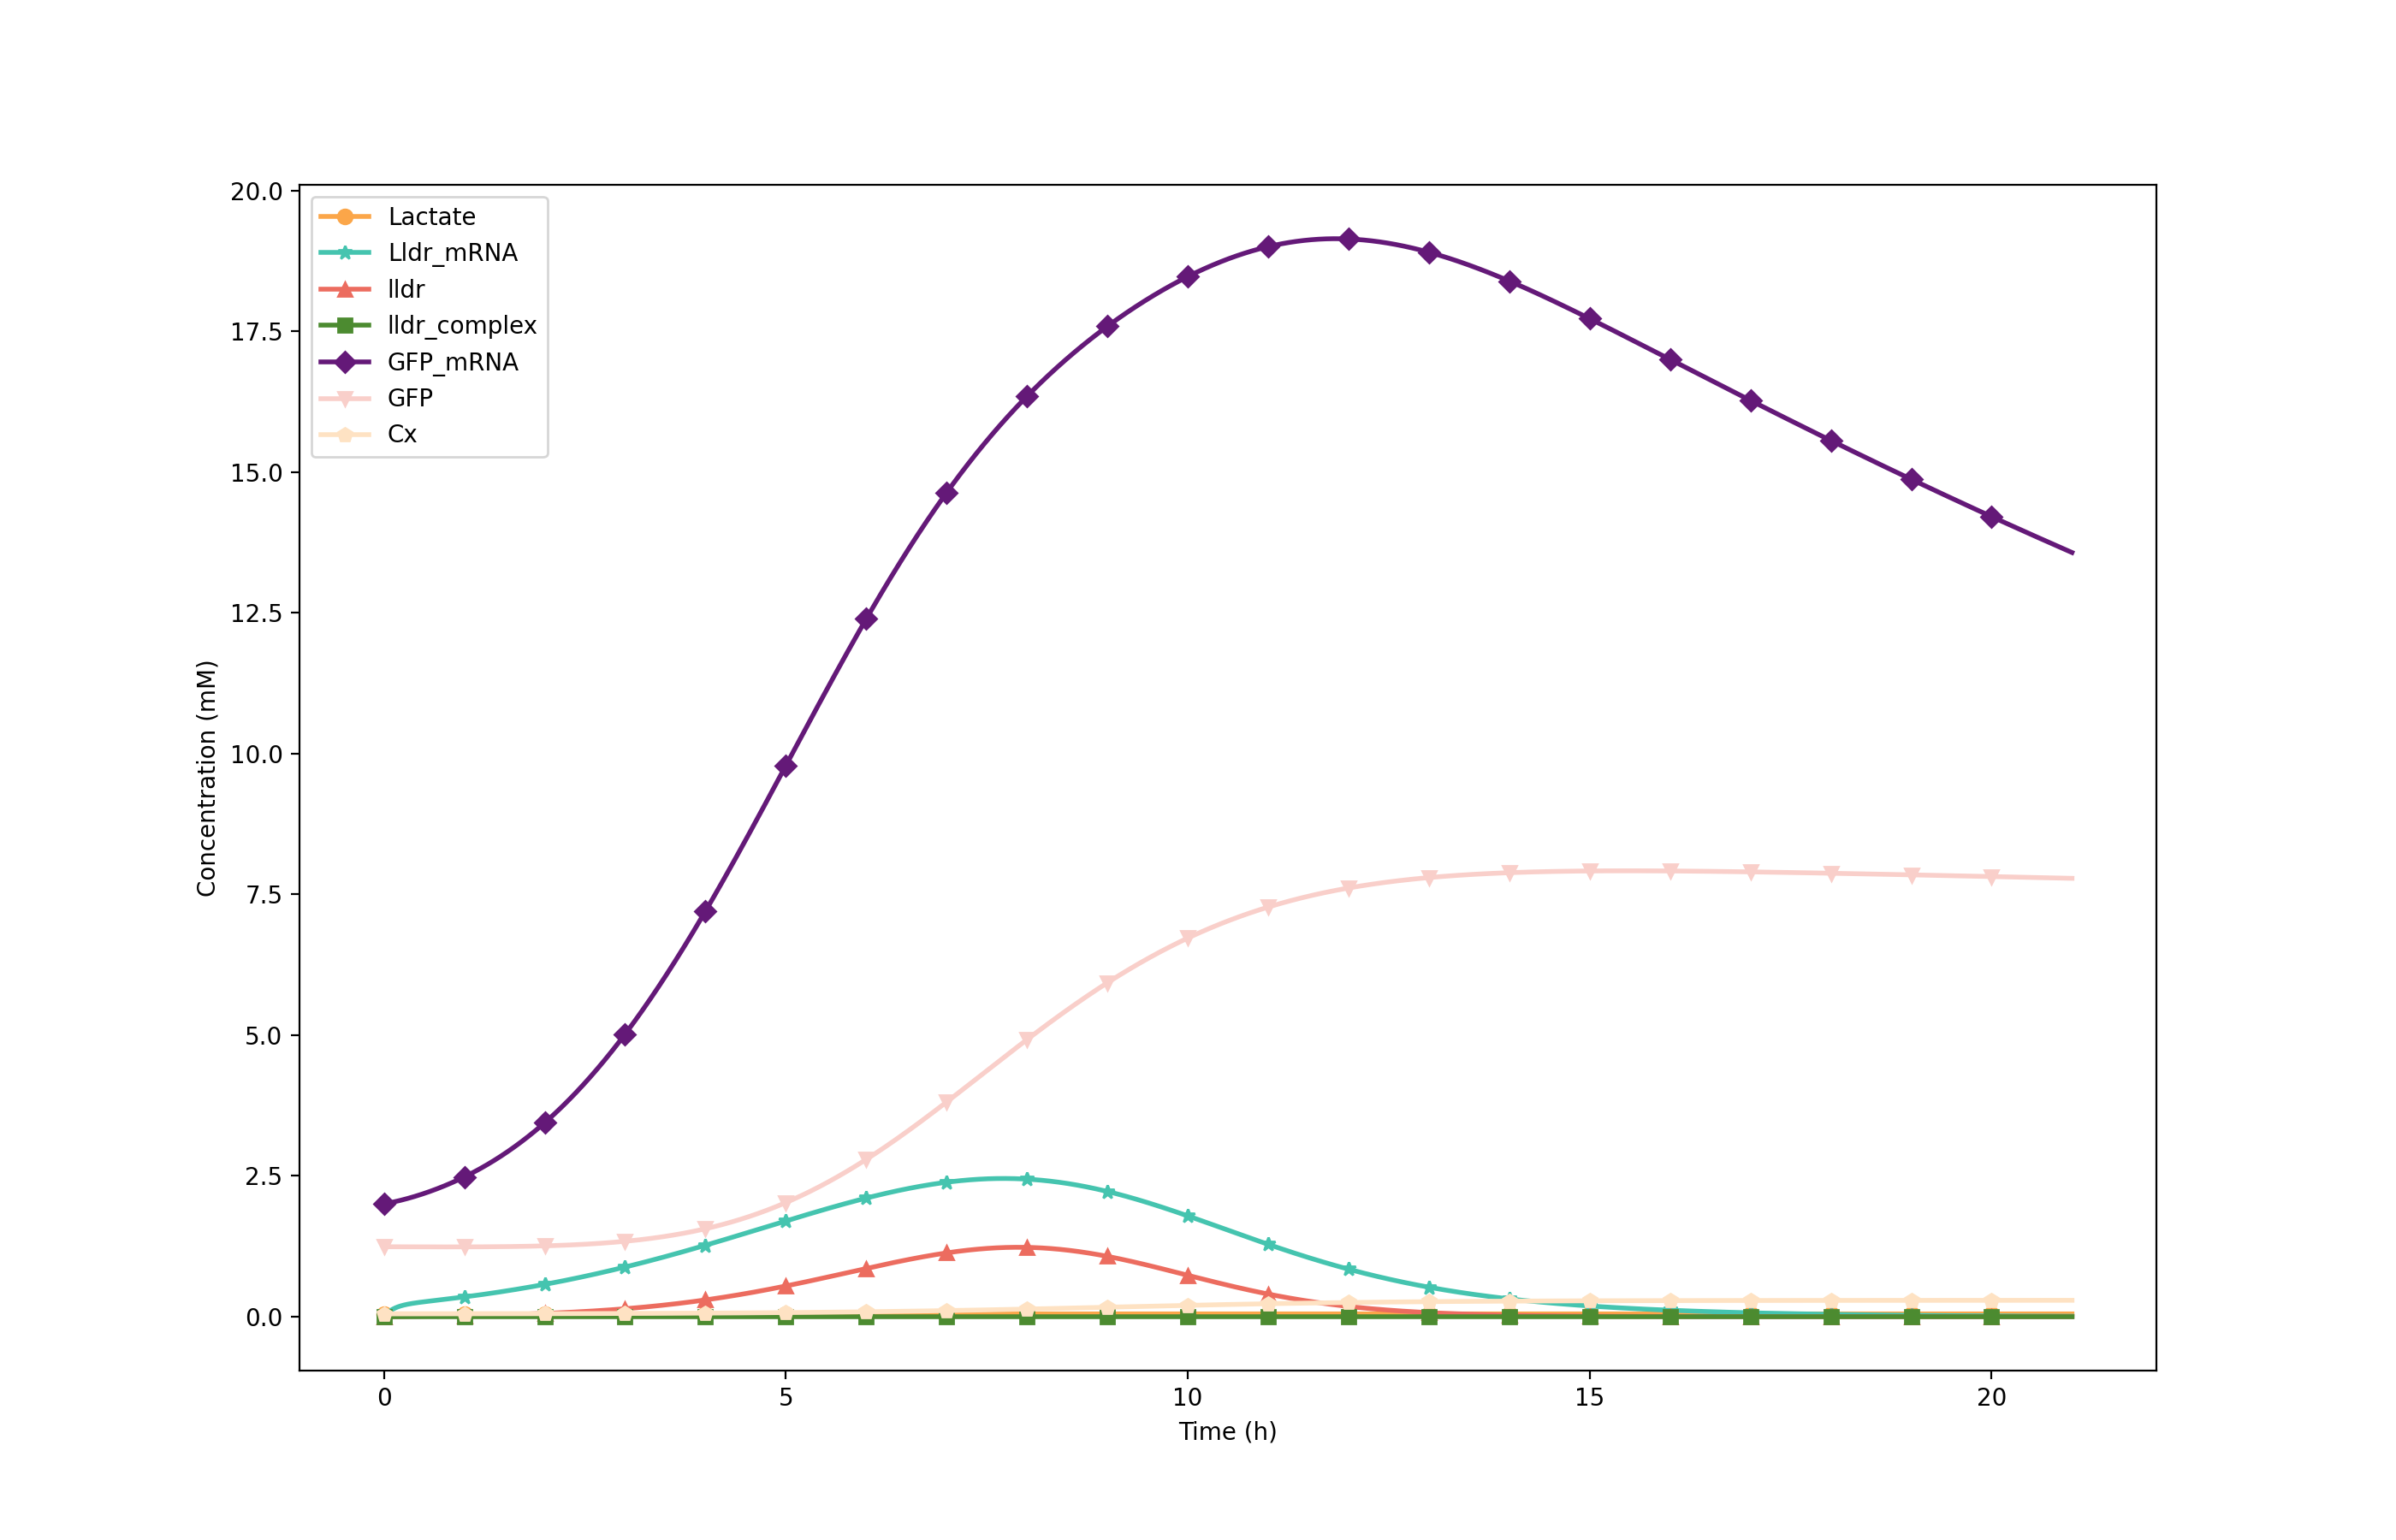 20.0
17.5
15.0
12.5
10.0
7.5
5.0
2.5
0.0
Concentration (mM)
Lactate
Lldr_mRNA
lldr
lldr_complex
GFP_mRNA
GFP
Cx
0 5 10 15 20
Time (h)